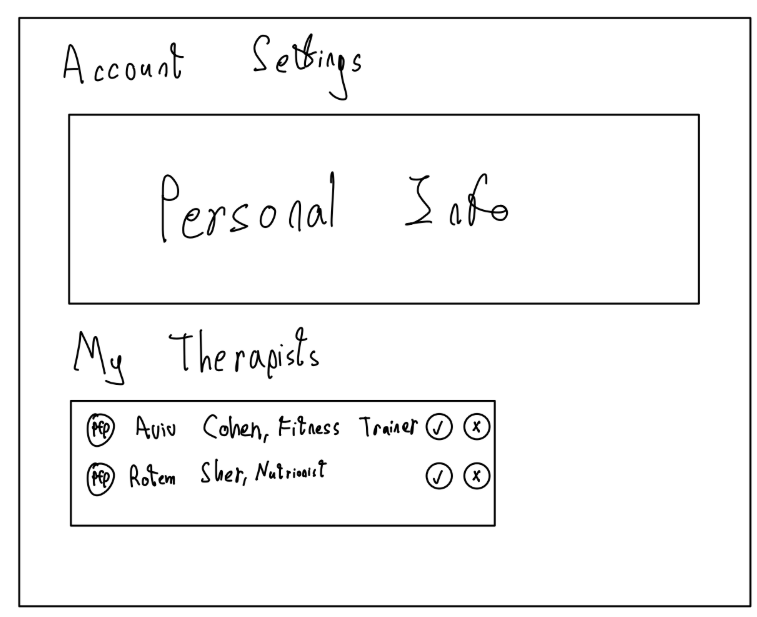 Account Settings
Personal Info
My Therapists
pfp Aviv Cohen, Fitness Trainer ✓ x
pfp Rotem Sher, Nutrionist ✓ x